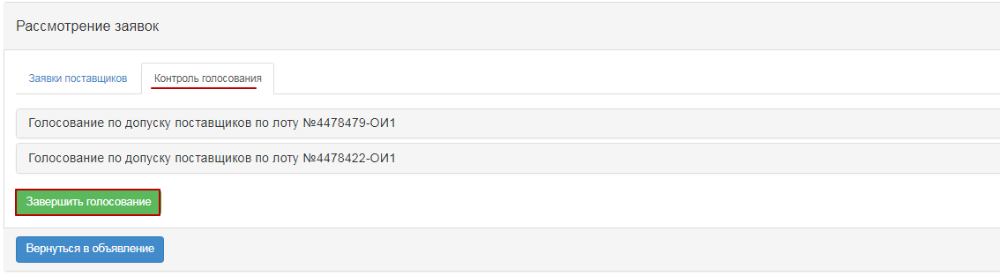 Рассмотрение заявок
Заявки поставщиков
Контроль голосования
Голосование по допуску поставщиков по лоту №4478479-ОИ1
Голосование по допуску поставщиков по лоту №4478422-ОИ1
Завершить голосование
Вернуться в объявление